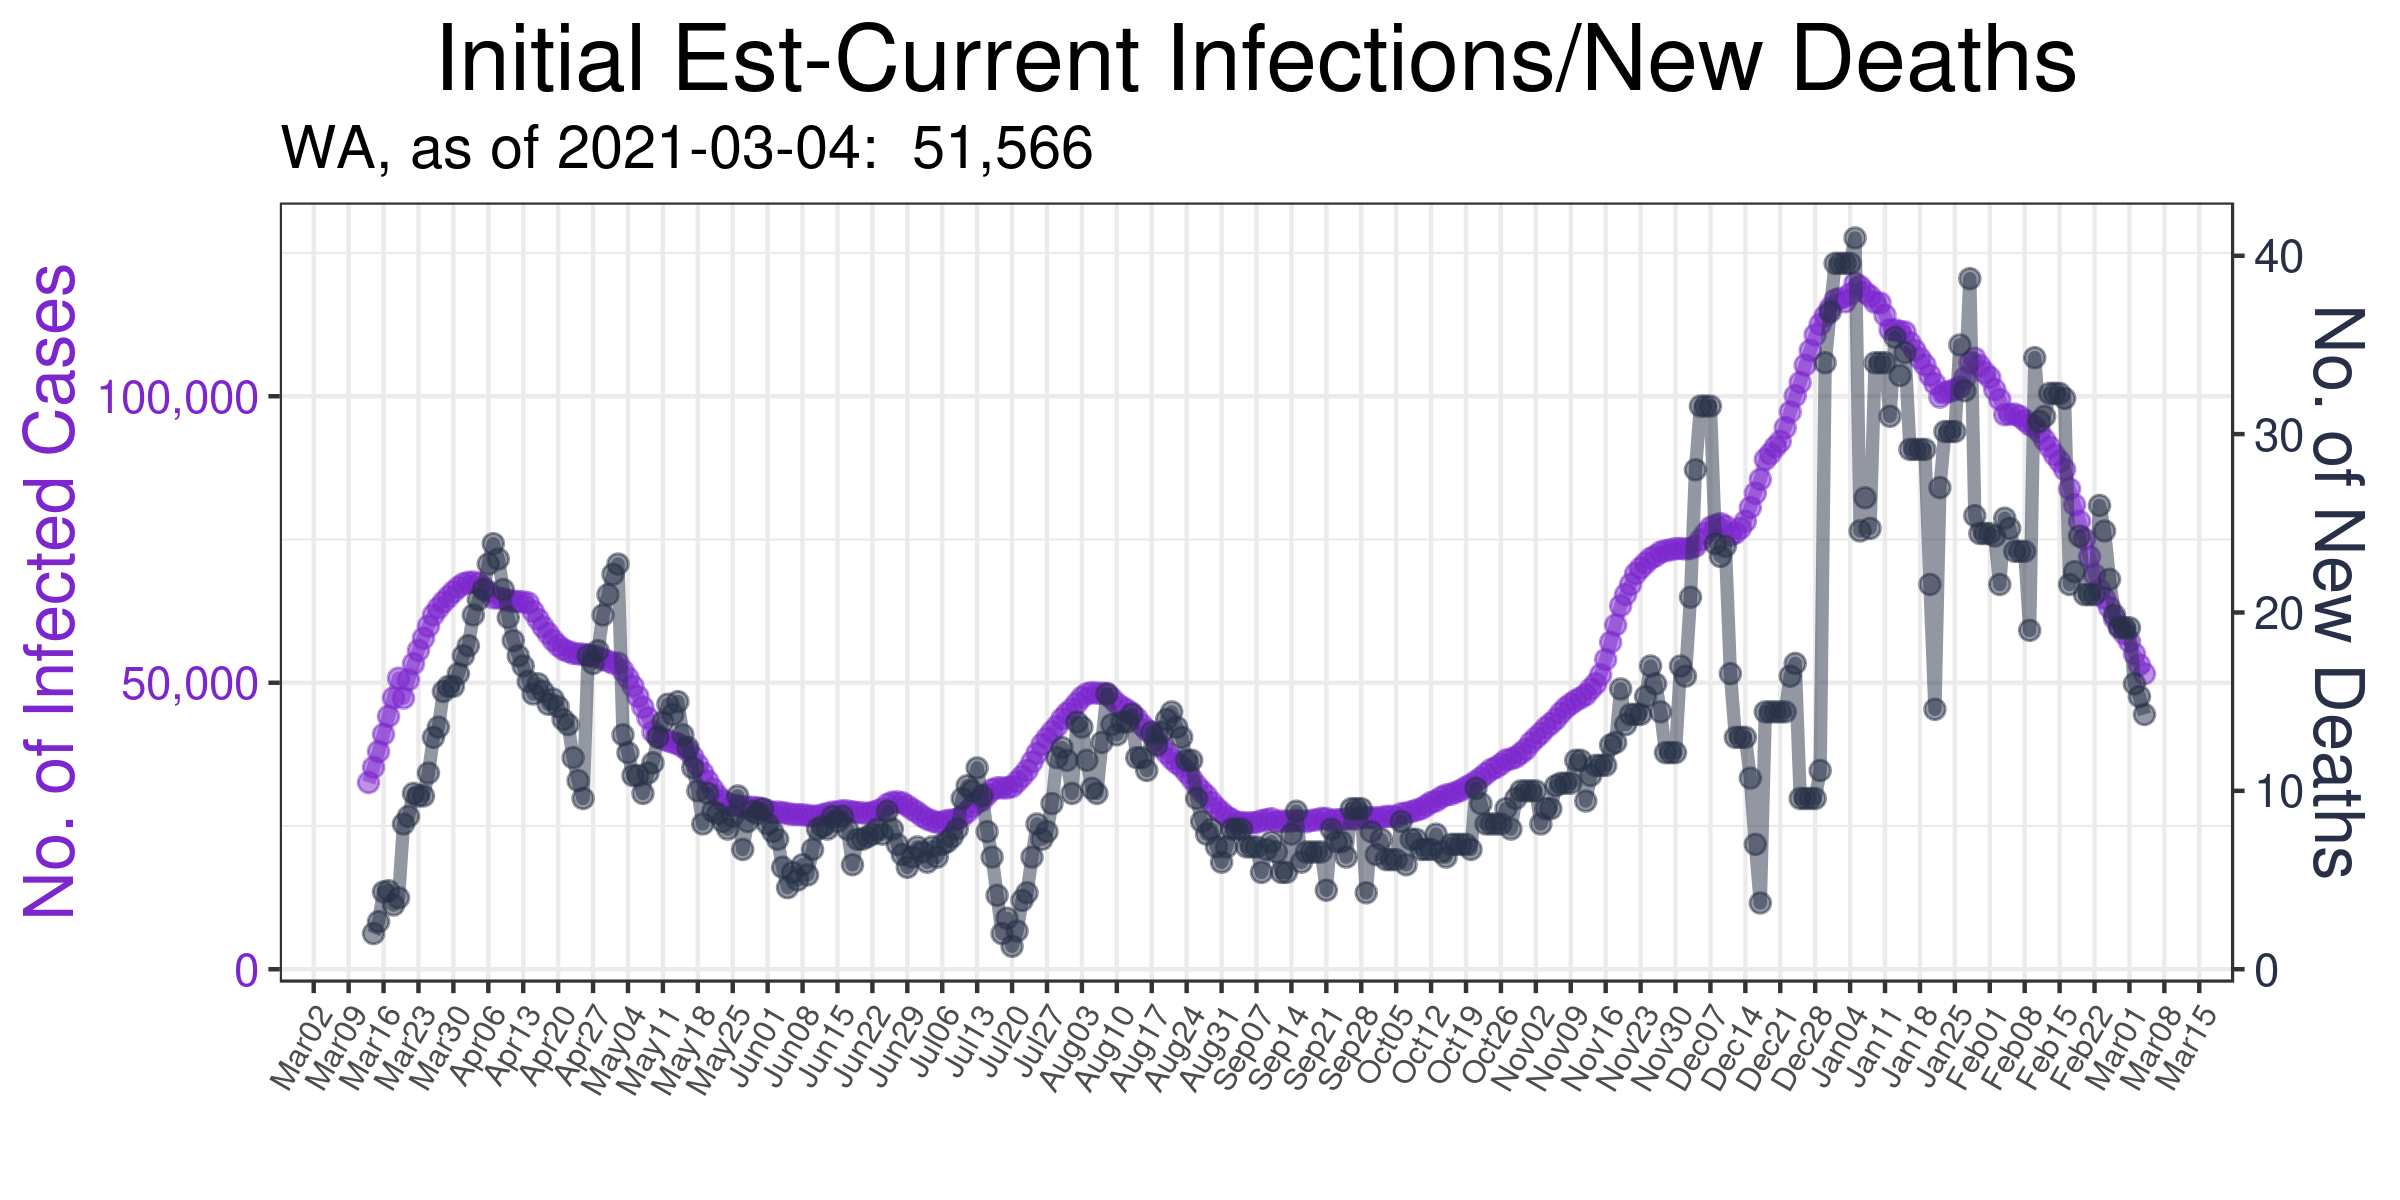 Initial Est-Current Infections/New Deaths
WA, as of 2021-03-04:  51,566
No. of Infected Cases
100,000
50,000
0
40
30
20
10
0
No. of New Deaths
Mar02
Mar09
Mar16
Mar23
Mar30
Apr06
Apr13
Apr20
Apr27
May04
May11
May18
May25
Jun01
Jun08
Jun15
Jun22
Jun29
Jul06
Jul13
Jul20
Jul27
Aug03
Aug10
Aug17
Aug24
Aug31
Sep07
Sep14
Sep21
Sep28
Oct05
Oct12
Oct19
Oct26
Nov02
Nov09
Nov16
Nov23
Nov30
Dec07
Dec14
Dec21
Dec28
Jan04
Jan11
Jan18
Jan25
Feb01
Feb08
Feb15
Feb22
Mar01
Mar08
Mar15